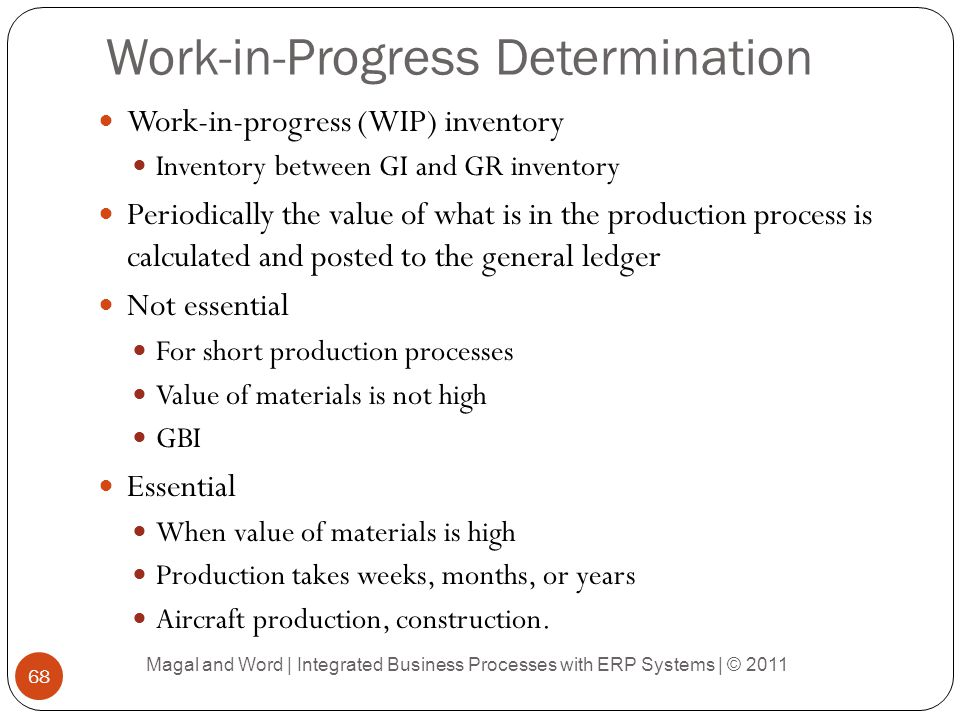 Work-in-Progress Determination
Work-in-progress (WIP) inventory
Inventory between GI and GR inventory
Periodically the value of what is in the production process is
calculated and posted to the general ledger
Not essential
For short production processes
Value of materials is not high
GBI
Essential
When value of materials is high
Production takes weeks, months, or years
Aircraft production, construction.
Magal and Word | Integrated Business Processes with ERP Systems | © 2011
68